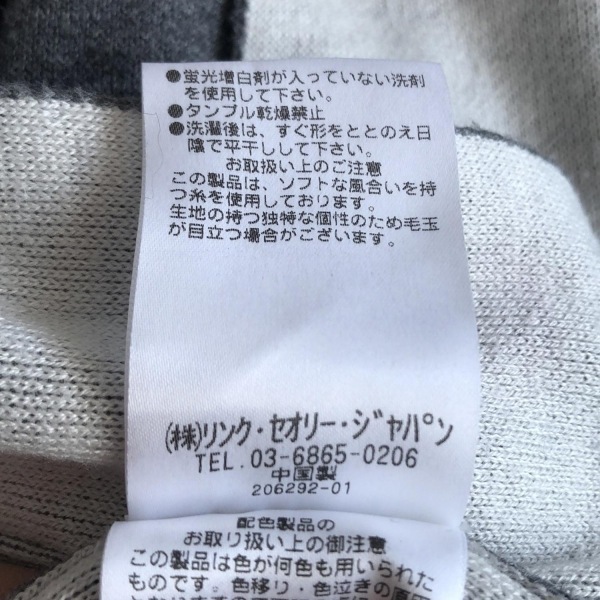 ●蛍光増白剤が入っていない洗剤
を使用して下さい。
●タンブル乾燥禁止
●洗濯後は、すぐ形をととのえ日
陰で平干しして下さい。
お取扱い上のご注意
この製品は、ソフトな風合いを持
つ糸を使用しております。
生地の持つ独特な個性のため毛玉
が目立つ場合がございます。
(株)リンク・セオリー・ジャパン
TEL.03-6865-0206
中国製
206292-01
配色製品の
お取り扱い上の御注意
この製品は色が何色も用いられた
ものです。色移り・色泣きの原